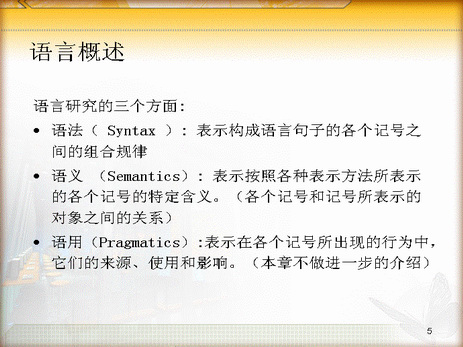 语言概述
语言研究的三个方面:
• 语法（ Syntax ）: 表示构成语言句子的各个记号之
间的组合规律
• 语义 （Semantics）: 表示按照各种表示方法所表示
的各个记号的特定含义。（各个记号和记号所表示的
对象之间的关系）
• 语用（Pragmatics）:表示在各个记号所出现的行为中，
它们的来源、使用和影响。（本章不做进一步的介绍）
5